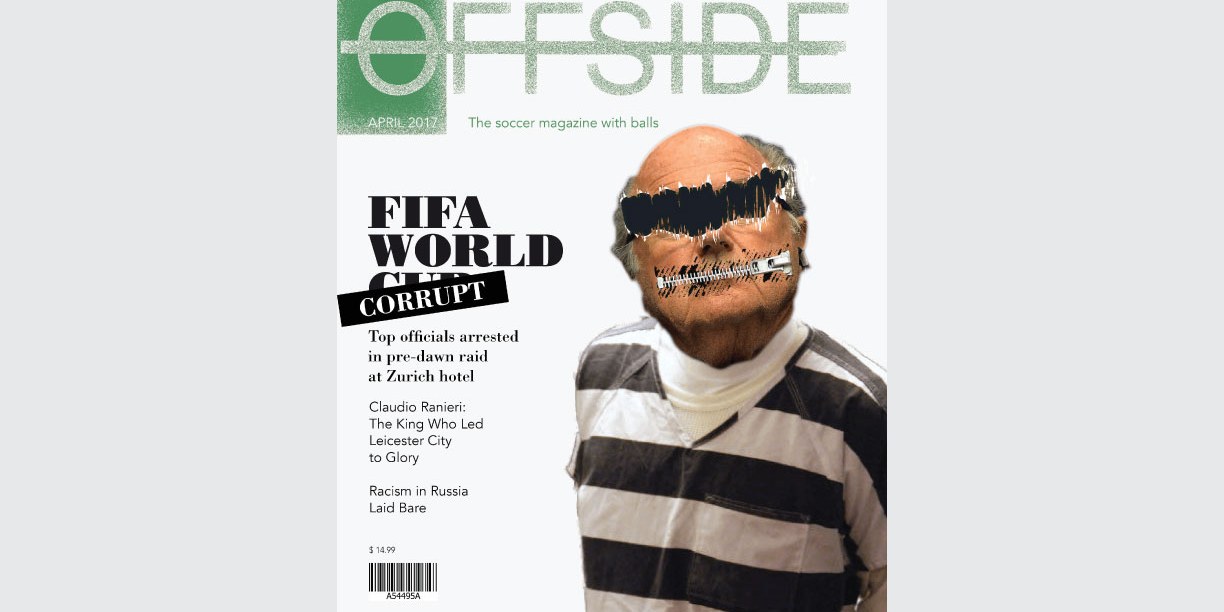 OFFSIDE
APRIL 2017
The soccer magazine with balls
FIFA
WORLD
CUP
CORRUPT
Top officials arrested
in pre-dawn raid
at Zurich hotel
Claudio Ranieri:
The King Who Led
Leicester City
to Glory
Racism in Russia
Laid Bare
$ 14.99
A54495A